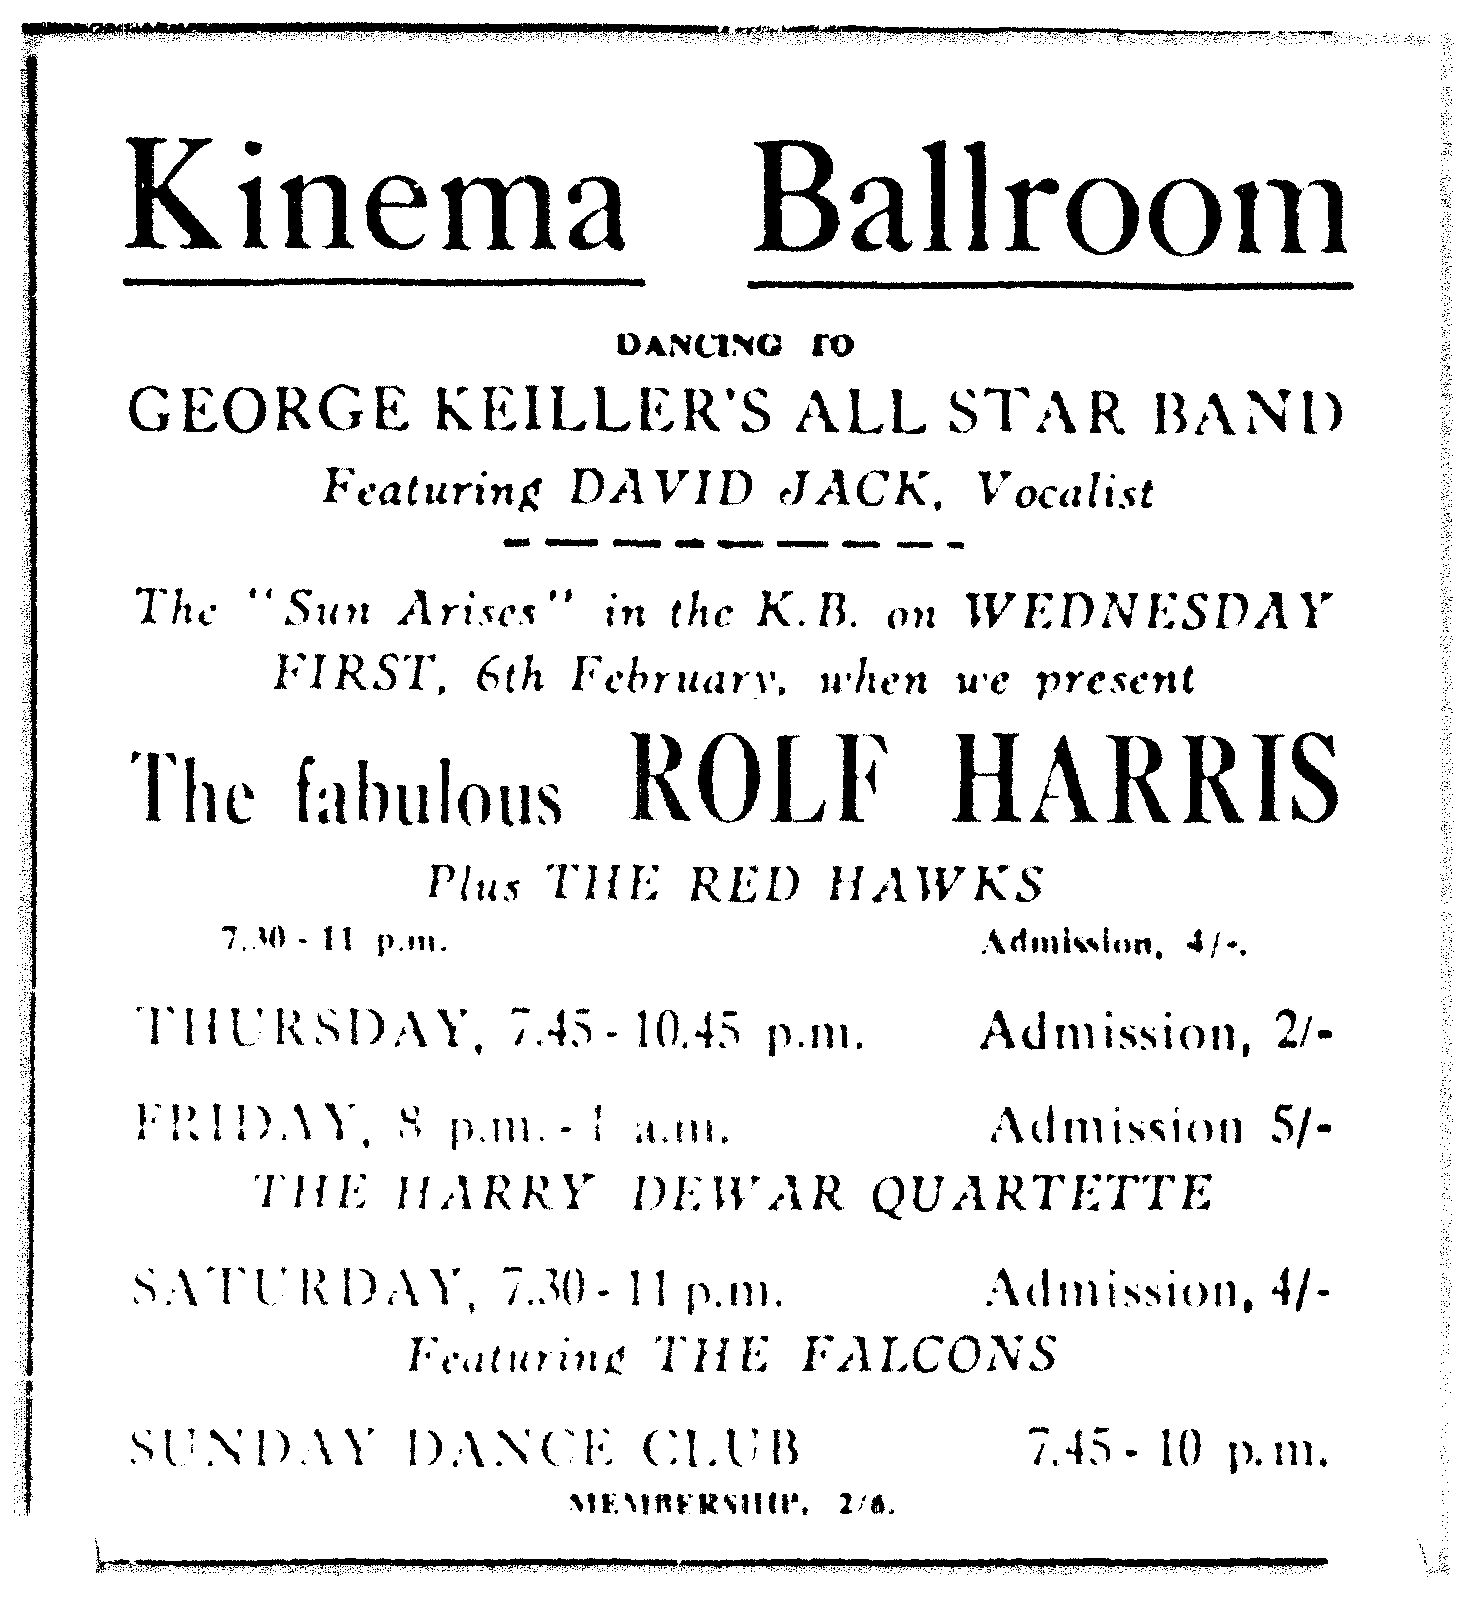 Kinema Ballroom
DANCING TO
GEORGE KEILLER'S ALL STAR BAND
Featuring DAVID JACK, Vocalist
The "Sun Arises" in the K.B. on WEDNESDAY
FIRST, 6th February, when we present
The fabulous ROLF HARRIS
Plus THE RED HAWKS
7.30 - 11 p.m. Admission, 4/-.
THURSDAY, 7.45 - 10.45 p.m. Admission, 2/-
FRIDAY, 8 p.m. - 1 a.m. Admission 5/-
THE HARRY DEWAR QUARTETTE
SATURDAY, 7.30 - 11 p.m. Admission, 4/-
Featuring THE FALCONS
SUNDAY DANCE CLUB 7.45 - 10 p.m.
MEMBERSHIP, 2/6.